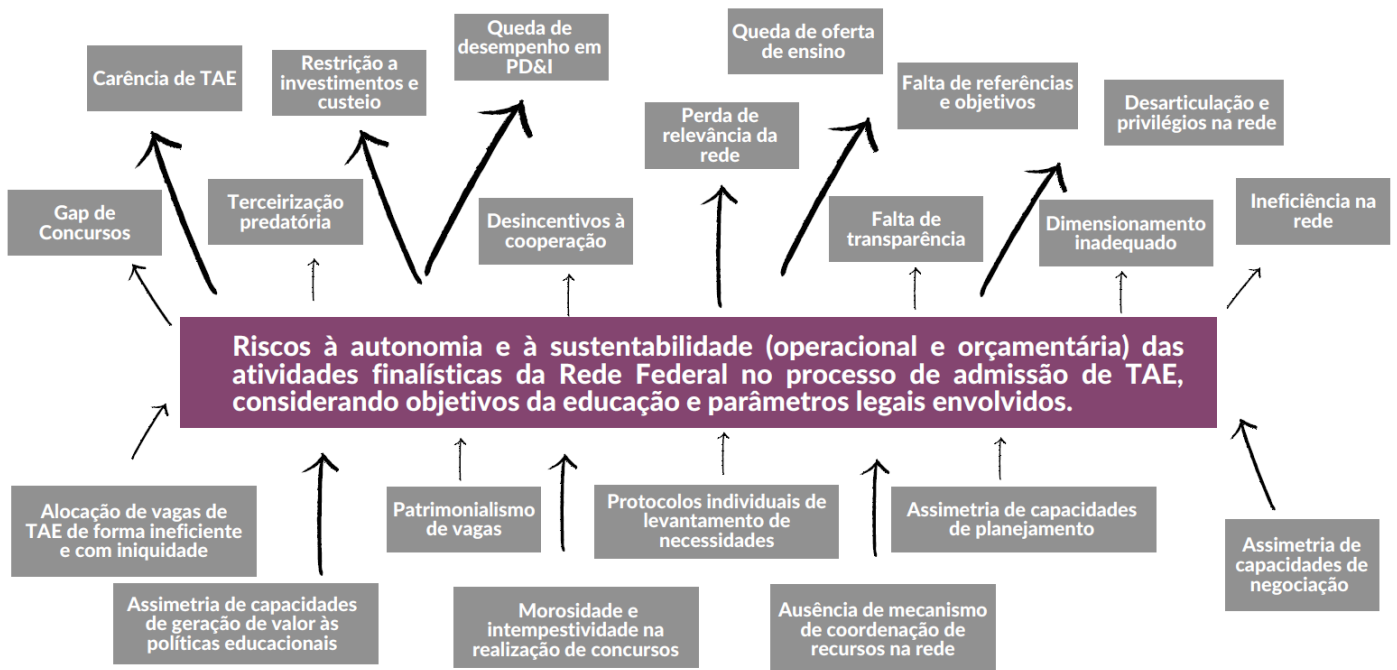 Queda de
desempenho em
PD&I
Queda de oferta
de ensino
Carência de TAE
Restrição a
investimentos e
custeio
Falta de referências
e objetivos
Perda de
relevância da
rede
Desarticulação e
privilégios na rede
Gap de
Concursos
Terceirização
predatória
Desincentivos à
cooperação
Falta de
transparência
Dimensionamento
inadequado
Ineficiência na
rede
Riscos à autonomia e à sustentabilidade (operacional e orçamentária) das
atividades finalísticas da Rede Federal no processo de admissão de TAE,
considerando objetivos da educação e parâmetros legais envolvidos.
Alocação de vagas de
TAE de forma ineficiente
e com iniquidade
Patrimonialismo
de vagas
Protocolos individuais de
levantamento de
necessidades
Assimetria de capacidades
de planejamento
Assimetria de
capacidades de
negociação
Assimetria de capacidades
de geração de valor às
políticas educacionais
Morosidade e
intempestividade na
realização de concursos
Ausência de mecanismo
de coordenação de
recursos na rede